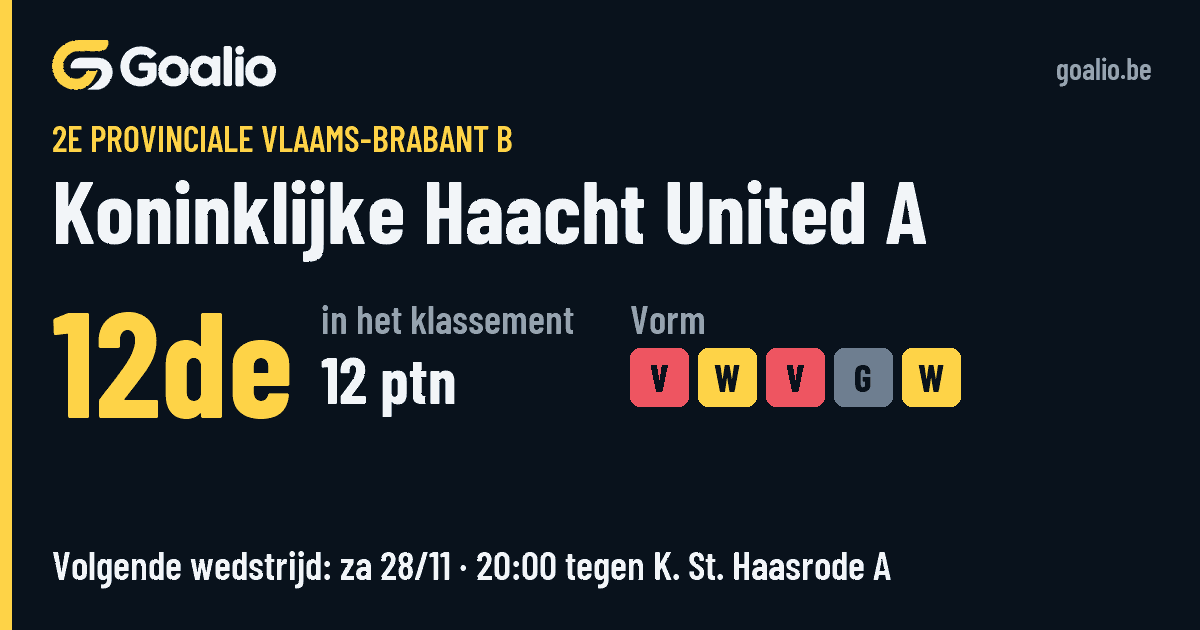 Goalio
goalio.be
2E PROVINCIALE VLAAMS-BRABANT B
Koninklijke Haacht United A
12de
in het klassement
12 ptn
Vorm
V W V G W
Volgende wedstrijd: za 28/11 · 20:00 tegen K. St. Haasrode A